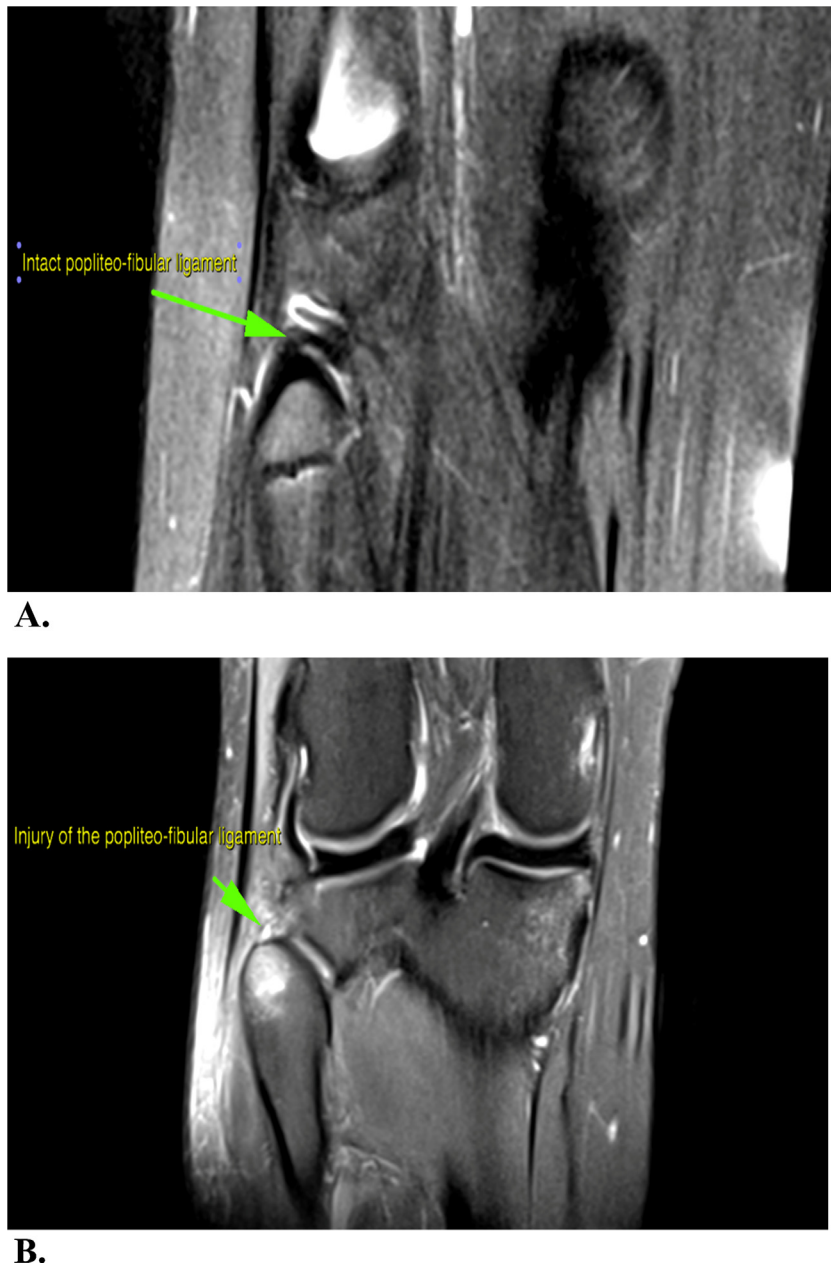 Intact popliteo-fibular ligament
A.
Injury of the popliteo-fibular ligament
B.